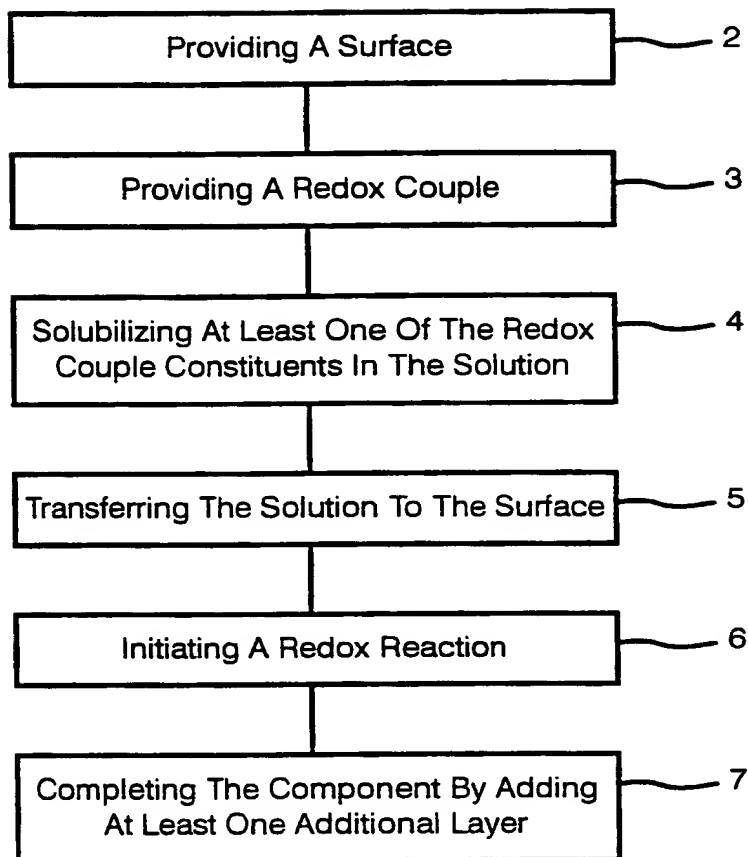 Providing A Surface
2
Providing A Redox Couple
3
Solubilizing At Least One Of The Redox
Couple Constituents In The Solution
4
Transferring The Solution To The Surface
5
Initiating A Redox Reaction
6
Completing The Component By Adding
At Least One Additional Layer
7